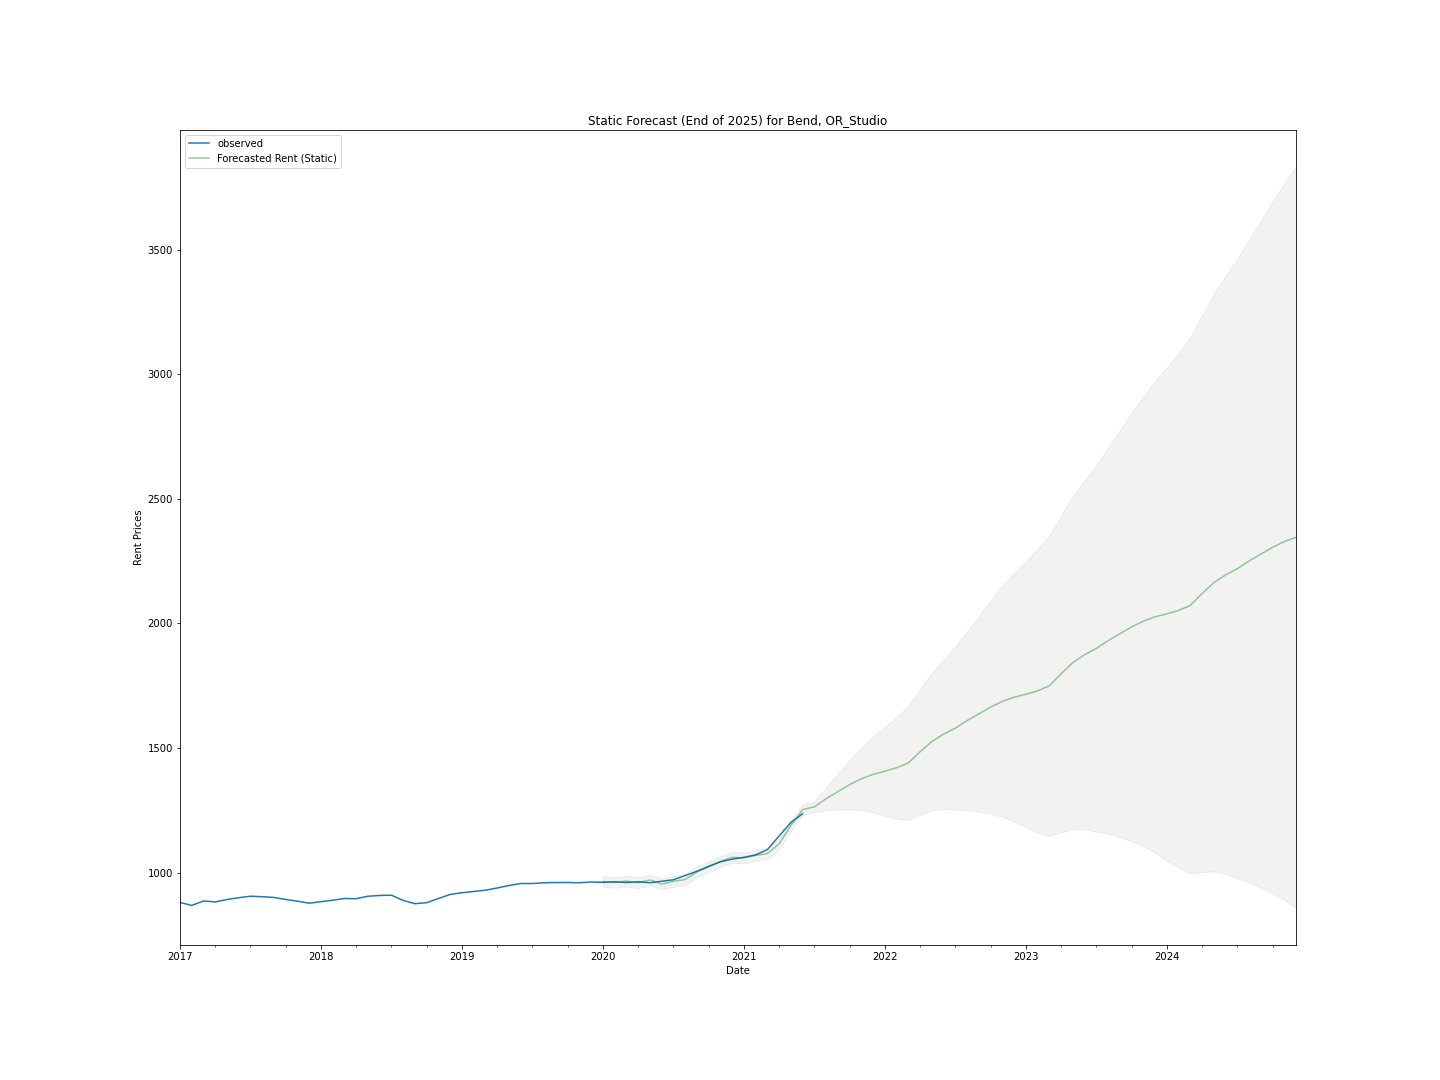 Static Forecast (End of 2025) for Bend, OR_Studio
observed
Forecasted Rent (Static)
3500
3000
2500
2000
1500
1000
Rent Prices
2017 2018 2019 2020 2021 2022 2023 2024
Date